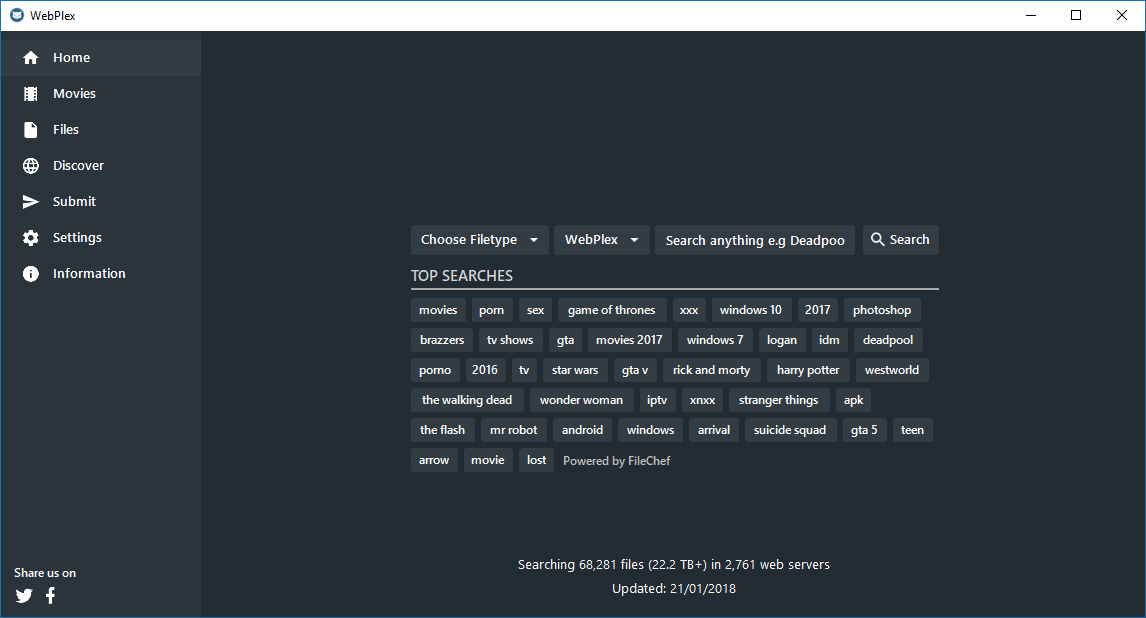 WebPlex
Home
Movies
Files
Discover
Submit
Settings
Information
Share us on
Choose Filetype WebPlex Search anything e.g Deadpoo Search
TOP SEARCHES
movies porn sex game of thrones xxx windows 10 2017 photoshop
brazzers tv shows gta movies 2017 windows 7 logan idm deadpool
porno 2016 tv star wars gta v rick and morty harry potter westworld
the walking dead wonder woman iptv xnxx stranger things apk
the flash mr robot android windows arrival suicide squad gta 5 teen
arrow movie lost Powered by FileChef
Searching 68,281 files (22.2 TB+) in 2,761 web servers
Updated: 21/01/2018